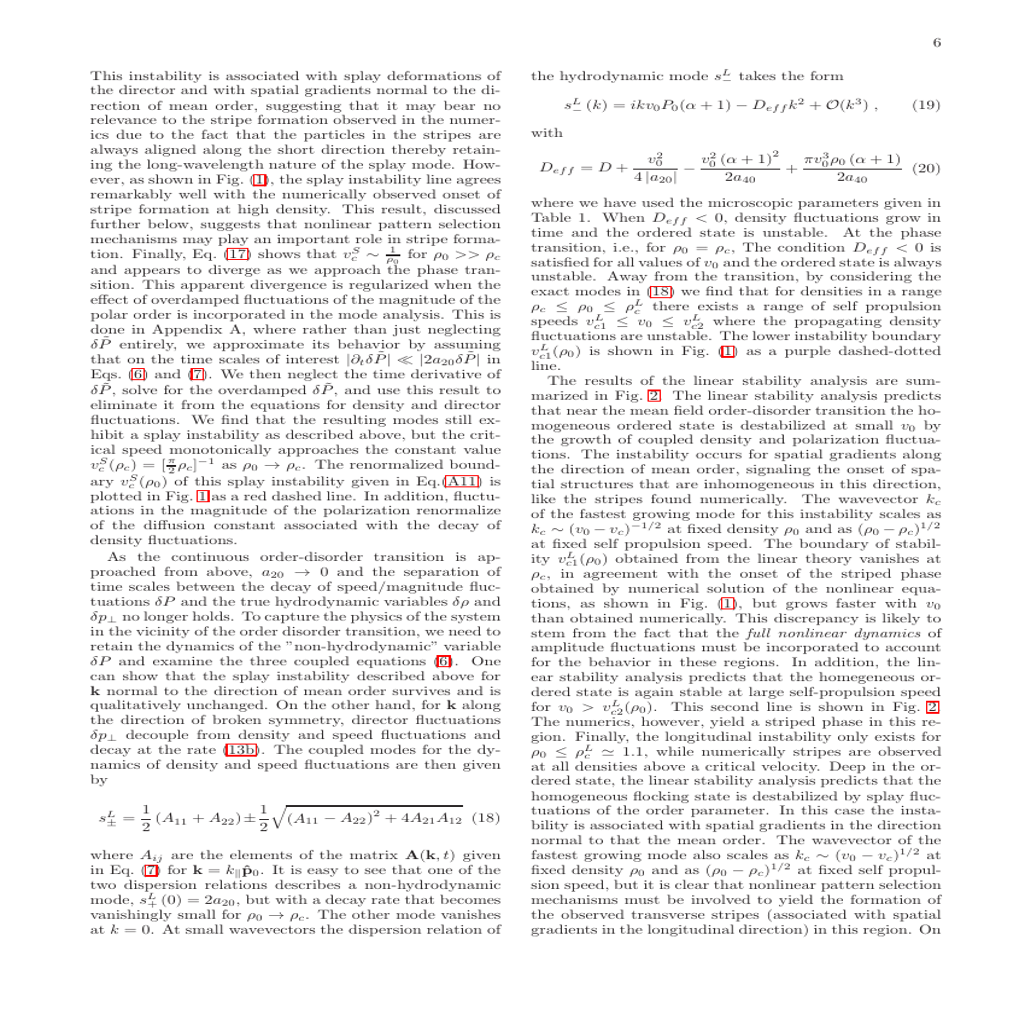 6
This instability is associated with splay deformations of
the director and with spatial gradients normal to the di-
rection of mean order, suggesting that it may bear no
relevance to the stripe formation observed in the numer-
ics due to the fact that the particles in the stripes are
always aligned along the short direction thereby retain-
ing the long-wavelength nature of the splay mode. How-
ever, as shown in Fig. (1), the splay instability line agrees
remarkably well with the numerically observed onset of
stripe formation at high density. This result, discussed
further below, suggests that nonlinear pattern selection
mechanisms may play an important role in stripe forma-
tion. Finally, Eq. (17) shows that $v_c^S \sim \frac{1}{\rho_0}$ for $\rho_0 >> \rho_c$
and appears to diverge as we approach the phase tran-
sition. This apparent divergence is regularized when the
effect of overdamped fluctuations of the magnitude of the
polar order is incorporated in the mode analysis. This is
done in Appendix A, where rather than just neglecting
$\delta\tilde{P}$ entirely, we approximate its behavior by assuming
that on the time scales of interest $|\partial_t \delta\tilde{P}| \ll |2a_{20}\delta\tilde{P}|$ in
Eqs. (6) and (7). We then neglect the time derivative of
$\delta\tilde{P}$, solve for the overdamped $\delta\tilde{P}$, and use this result to
eliminate it from the equations for density and director
fluctuations. We find that the resulting modes still ex-
hibit a splay instability as described above, but the crit-
ical speed monotonically approaches the constant value
$v_c^S(\rho_c) = [\frac{\pi}{2}\rho_c]^{-1}$ as $\rho_0 \to \rho_c$. The renormalized bound-
ary $v_c^S(\rho_0)$ of this splay instability given in Eq.(A11) is
plotted in Fig. 1 as a red dashed line. In addition, fluctu-
ations in the magnitude of the polarization renormalize
of the diffusion constant associated with the decay of
density fluctuations.
As the continuous order-disorder transition is ap-
proached from above, $a_{20} \to 0$ and the separation of
time scales between the decay of speed/magnitude fluc-
tuations $\delta P$ and the true hydrodynamic variables $\delta\rho$ and
$\delta p_\perp$ no longer holds. To capture the physics of the system
in the vicinity of the order disorder transition, we need to
retain the dynamics of the ”non-hydrodynamic” variable
$\delta P$ and examine the three coupled equations (6). One
can show that the splay instability described above for
k normal to the direction of mean order survives and is
qualitatively unchanged. On the other hand, for k along
the direction of broken symmetry, director fluctuations
$\delta p_\perp$ decouple from density and speed fluctuations and
decay at the rate (13b). The coupled modes for the dy-
namics of density and speed fluctuations are then given
by
$s_\pm^L = \frac{1}{2}(A_{11} + A_{22}) \pm \frac{1}{2}\sqrt{(A_{11} - A_{22})^2 + 4A_{21}A_{12}}$ (18)
where $A_{ij}$ are the elements of the matrix $\mathbf{A}(\mathbf{k}, t)$ given
in Eq. (7) for $\mathbf{k} = k_\parallel \hat{\mathbf{p}}_0$. It is easy to see that one of the
two dispersion relations describes a non-hydrodynamic
mode, $s_+^L(0) = 2a_{20}$, but with a decay rate that becomes
vanishingly small for $\rho_0 \to \rho_c$. The other mode vanishes
at $k = 0$. At small wavevectors the dispersion relation of
the hydrodynamic mode $s_-^L$ takes the form
$s_-^L(k) = ikv_0P_0(\alpha + 1) - D_{eff}k^2 + \mathcal{O}(k^3)$ , (19)
with
$D_{eff} = D + \frac{v_0^2}{4|a_{20}|} - \frac{v_0^2(\alpha+1)^2}{2a_{40}} + \frac{\pi v_0^3\rho_0(\alpha+1)}{2a_{40}}$ (20)
where we have used the microscopic parameters given in
Table 1. When $D_{eff} < 0$, density fluctuations grow in
time and the ordered state is unstable. At the phase
transition, i.e., for $\rho_0 = \rho_c$, The condition $D_{eff} < 0$ is
satisfied for all values of $v_0$ and the ordered state is always
unstable. Away from the transition, by considering the
exact modes in (18) we find that for densities in a range
$\rho_c \leq \rho_0 \leq \rho_c^L$ there exists a range of self propulsion
speeds $v_{c1}^L \leq v_0 \leq v_{c2}^L$ where the propagating density
fluctuations are unstable. The lower instability boundary
$v_{c1}^L(\rho_0)$ is shown in Fig. (1) as a purple dashed-dotted
line.
The results of the linear stability analysis are sum-
marized in Fig. 2. The linear stability analysis predicts
that near the mean field order-disorder transition the ho-
mogeneous ordered state is destabilized at small $v_0$ by
the growth of coupled density and polarization fluctua-
tions. The instability occurs for spatial gradients along
the direction of mean order, signaling the onset of spa-
tial structures that are inhomogeneous in this direction,
like the stripes found numerically. The wavevector $k_c$
of the fastest growing mode for this instability scales as
$k_c \sim (v_0 - v_c)^{-1/2}$ at fixed density $\rho_0$ and as $(\rho_0 - \rho_c)^{1/2}$
at fixed self propulsion speed. The boundary of stabil-
ity $v_{c1}^L(\rho_0)$ obtained from the linear theory vanishes at
$\rho_c$, in agreement with the onset of the striped phase
obtained by numerical solution of the nonlinear equa-
tions, as shown in Fig. (1), but grows faster with $v_0$
than obtained numerically. This discrepancy is likely to
stem from the fact that the full nonlinear dynamics of
amplitude fluctuations must be incorporated to account
for the behavior in these regions. In addition, the lin-
ear stability analysis predicts that the homegeneous or-
dered state is again stable at large self-propulsion speed
for $v_0 > v_{c2}^L(\rho_0)$. This second line is shown in Fig. 2.
The numerics, however, yield a striped phase in this re-
gion. Finally, the longitudinal instability only exists for
$\rho_0 \leq \rho_c^L \simeq 1.1$, while numerically stripes are observed
at all densities above a critical velocity. Deep in the or-
dered state, the linear stability analysis predicts that the
homogeneous flocking state is destabilized by splay fluc-
tuations of the order parameter. In this case the insta-
bility is associated with spatial gradients in the direction
normal to that the mean order. The wavevector of the
fastest growing mode also scales as $k_c \sim (v_0 - v_c)^{1/2}$ at
fixed density $\rho_0$ and as $(\rho_0 - \rho_c)^{1/2}$ at fixed self propul-
sion speed, but it is clear that nonlinear pattern selection
mechanisms must be involved to yield the formation of
the observed transverse stripes (associated with spatial
gradients in the longitudinal direction) in this region. On